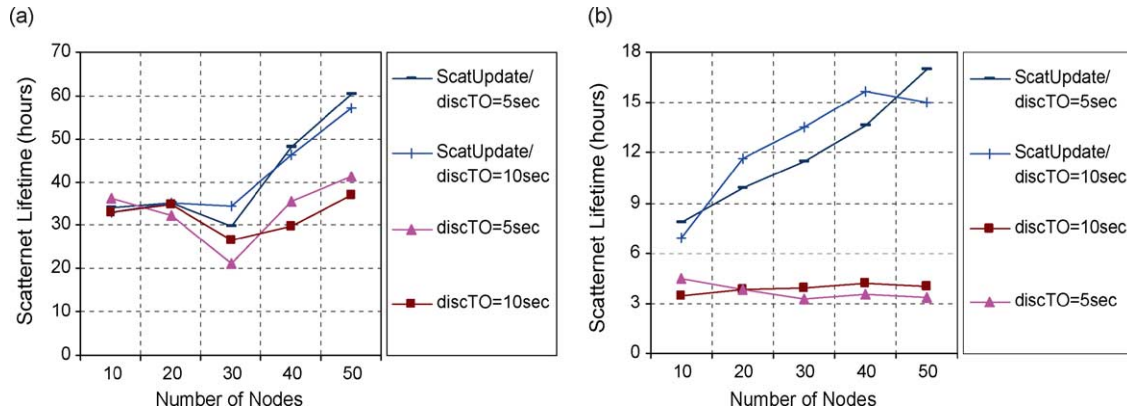 (a)
Scatternet Lifetime (hours)
70
60
50
40
30
20
10
0
10 20 30 40 50
Number of Nodes
ScatUpdate/
discTO=5sec
ScatUpdate/
discTO=10sec
discTO=5sec
discTO=10sec
(b)
Scatternet Lifetime (hours)
18
15
12
9
6
3
0
10 20 30 40 50
Number of Nodes
ScatUpdate/
discTO=5sec
ScatUpdate/
discTO=10sec
discTO=10sec
discTO=5sec